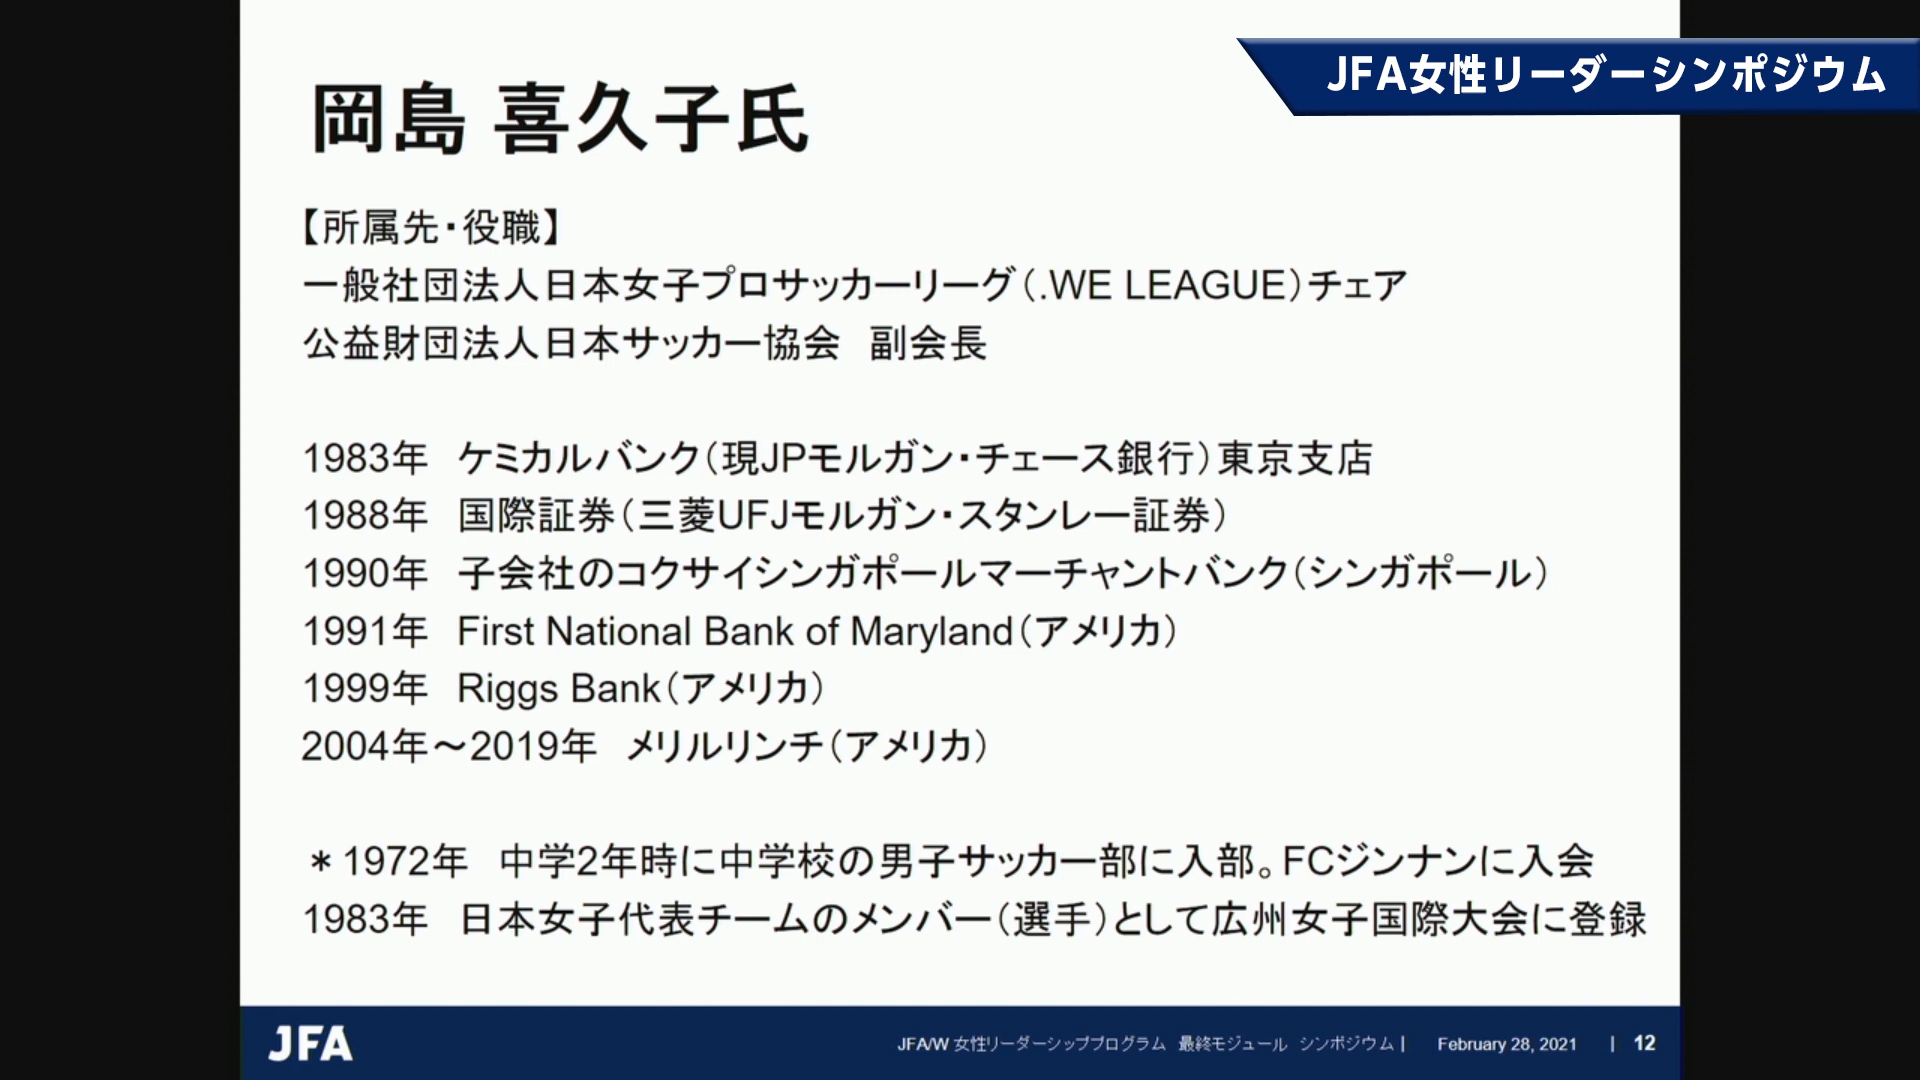 JFA女性リーダーシンポジウム
岡島 喜久子氏
【所属先・役職】
一般社団法人日本女子プロサッカーリーグ（.WE LEAGUE）チェア
公益財団法人日本サッカー協会　副会長
1983年　ケミカルバンク（現JPモルガン・チェース銀行）東京支店
1988年　国際証券（三菱UFJモルガン・スタンレー証券）
1990年　子会社のコクサイシンガポールマーチャントバンク（シンガポール）
1991年　First National Bank of Maryland（アメリカ）
1999年　Riggs Bank（アメリカ）
2004年～2019年　メリルリンチ（アメリカ）
＊1972年　中学2年時に中学校の男子サッカー部に入部。FCジンナンに入会
1983年　日本女子代表チームのメンバー（選手）として広州女子国際大会に登録
JFA　JFA/W 女性リーダーシッププログラム　最終モジュール　シンポジウム |　February 28, 2021　| 12